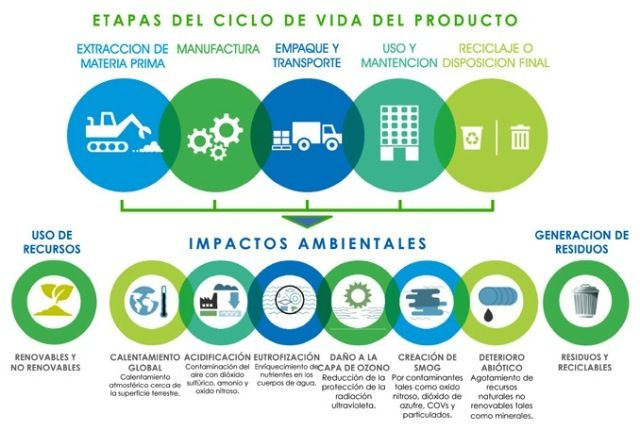 ETAPAS DEL CICLO DE VIDA DEL PRODUCTO
EXTRACCION DE
MATERIA PRIMA
MANUFACTURA
EMPAQUE Y
TRANSPORTE
USO Y
MANTENCION
RECICLAJE O
DISPOSICION FINAL
USO DE
RECURSOS
IMPACTOS AMBIENTALES
GENERACION DE
RESIDUOS
RENOVABLES Y
NO RENOVABLES
CALENTAMIENTO
GLOBAL
Calentamiento
atmosférico cerca de
la superficie terrestre.
ACIDIFICACIÓN
Contaminación del
aire con dióxido
sulfúrico, amonio y
oxido nitroso.
EUTROFIZACIÓN
Enriquecimiento de
nutrientes en los
cuerpos de agua.
DAÑO A LA
CAPA DE OZONO
Reducción de la
protección de la
radiación
ultravioleta.
CREACIÓN DE
SMOG
Por contaminantes
tales como oxido
nitroso, dióxido de
azufre, COVs y
particulados.
DETERIORO
ABIÓTICO
Agotamiento de
recursos
naturales no
renovables tales
como minerales.
RESIDUOS Y
RECICLABLES